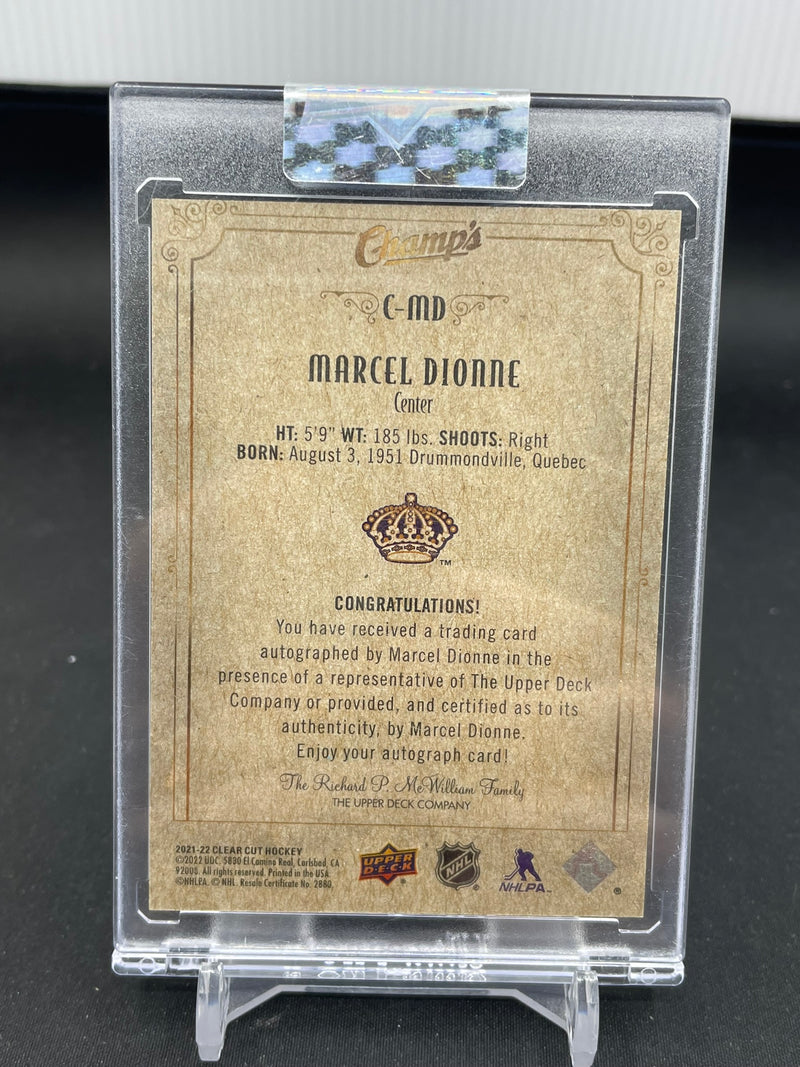 Champ's
C-MD
MARCEL DIONNE
Center
HT: 5'9" WT: 185 lbs. SHOOTS: Right
BORN: August 3, 1951 Drummondville, Quebec
TM
CONGRATULATIONS!
You have received a trading card
autographed by Marcel Dionne in the
presence of a representative of The Upper Deck
Company or provided, and certified as to its
authenticity, by Marcel Dionne.
Enjoy your autograph card!
The Richard P. McWilliam Family
THE UPPER DECK COMPANY
2021-22 CLEAR CUT HOCKEY
©2022 UDC, 5830 El Camino Real, Carlsbad, CA
92008. All rights reserved. Printed in the USA.
©NHLPA. © NHL. Resale Certificate No. 2880.
UPPER
D·E·C·K
NHL
NHLPA
®